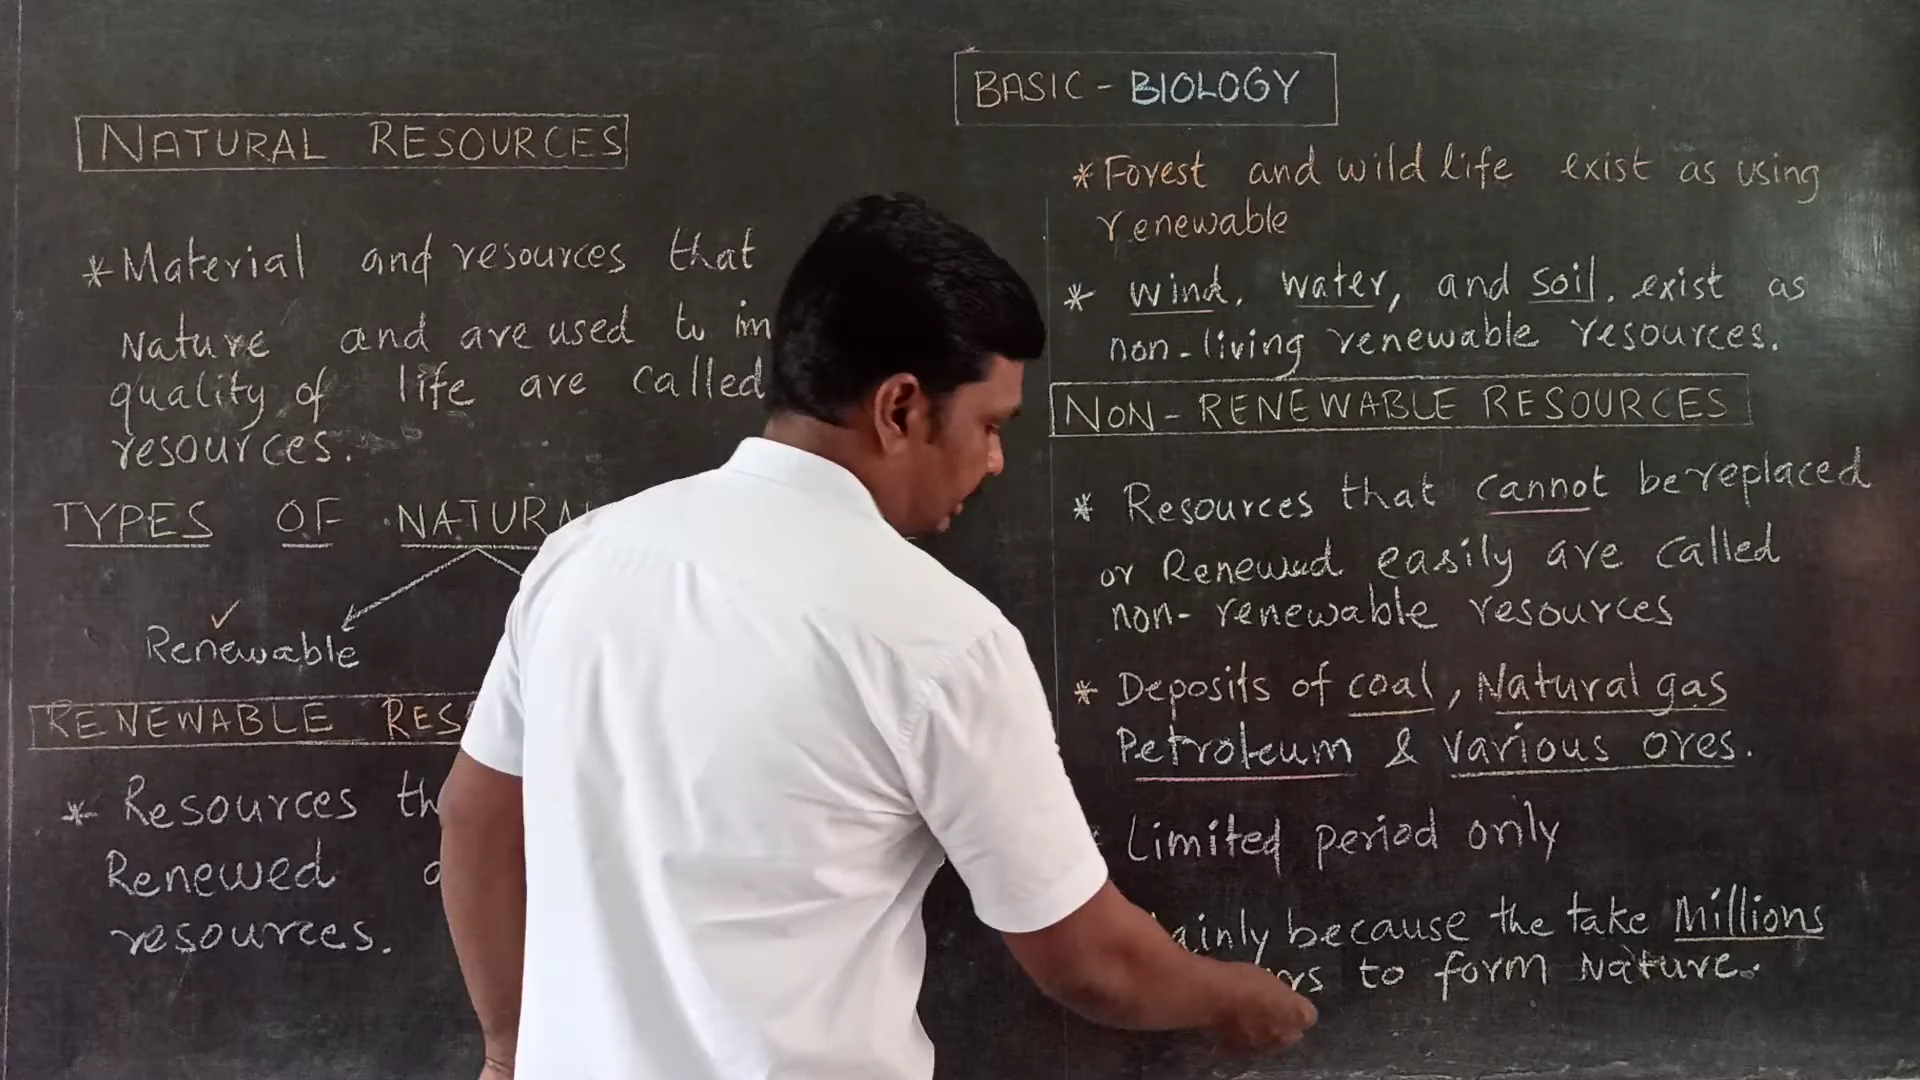 BASIC - BIOLOGY
NATURAL RESOURCES
* Material and resources that
Nature and are used to im
quality of life are called
resources.
TYPES OF NATURA
✓
Renewable
RENEWABLE RES
* Resources th
Renewed
resources.
* Forest and wild life exist as using
renewable
* wind, water, and soil, exist as
non-living renewable resources.
NON-RENEWABLE RESOURCES
* Resources that cannot be replaced
or Renewed easily are called
non-renewable resources
* Deposits of coal, Natural gas
Petroleum & various ores.
* Limited period only
ainly because the take Millions
rs to form Nature.